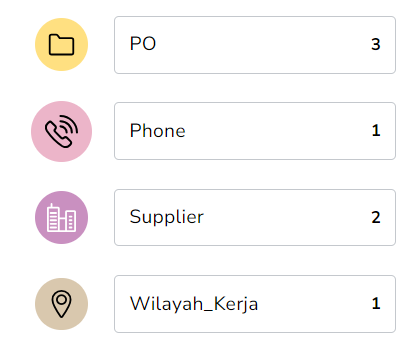 PO 3
Phone 1
Supplier 2
Wilayah_Kerja 1